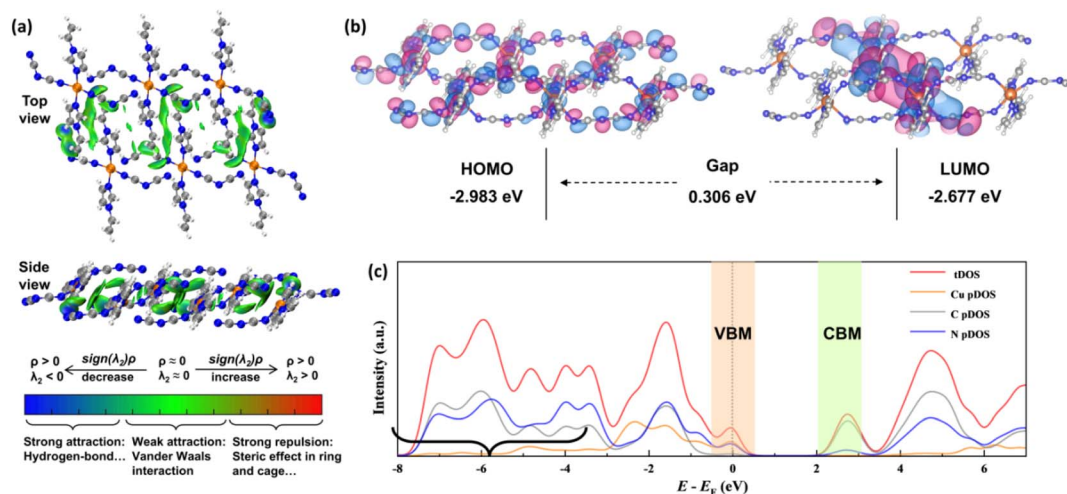 (a)
Top
view
Side
view
ρ > 0
λ₂ < 0
sign(λ₂)ρ
decrease
ρ ≈ 0
λ₂ ≈ 0
sign(λ₂)ρ
increase
ρ > 0
λ₂ > 0
Strong attraction:
Hydrogen-bond…
Weak attraction:
Vander Waals
interaction
Strong repulsion:
Steric effect in ring
and cage…
(b)
HOMO
-2.983 eV
Gap
0.306 eV
LUMO
-2.677 eV
(c)
tDOS
Cu pDOS
C pDOS
N pDOS
VBM
CBM
Intensity (a.u.)
-8 -6 -4 -2 0 2 4 6
E - E_F (eV)